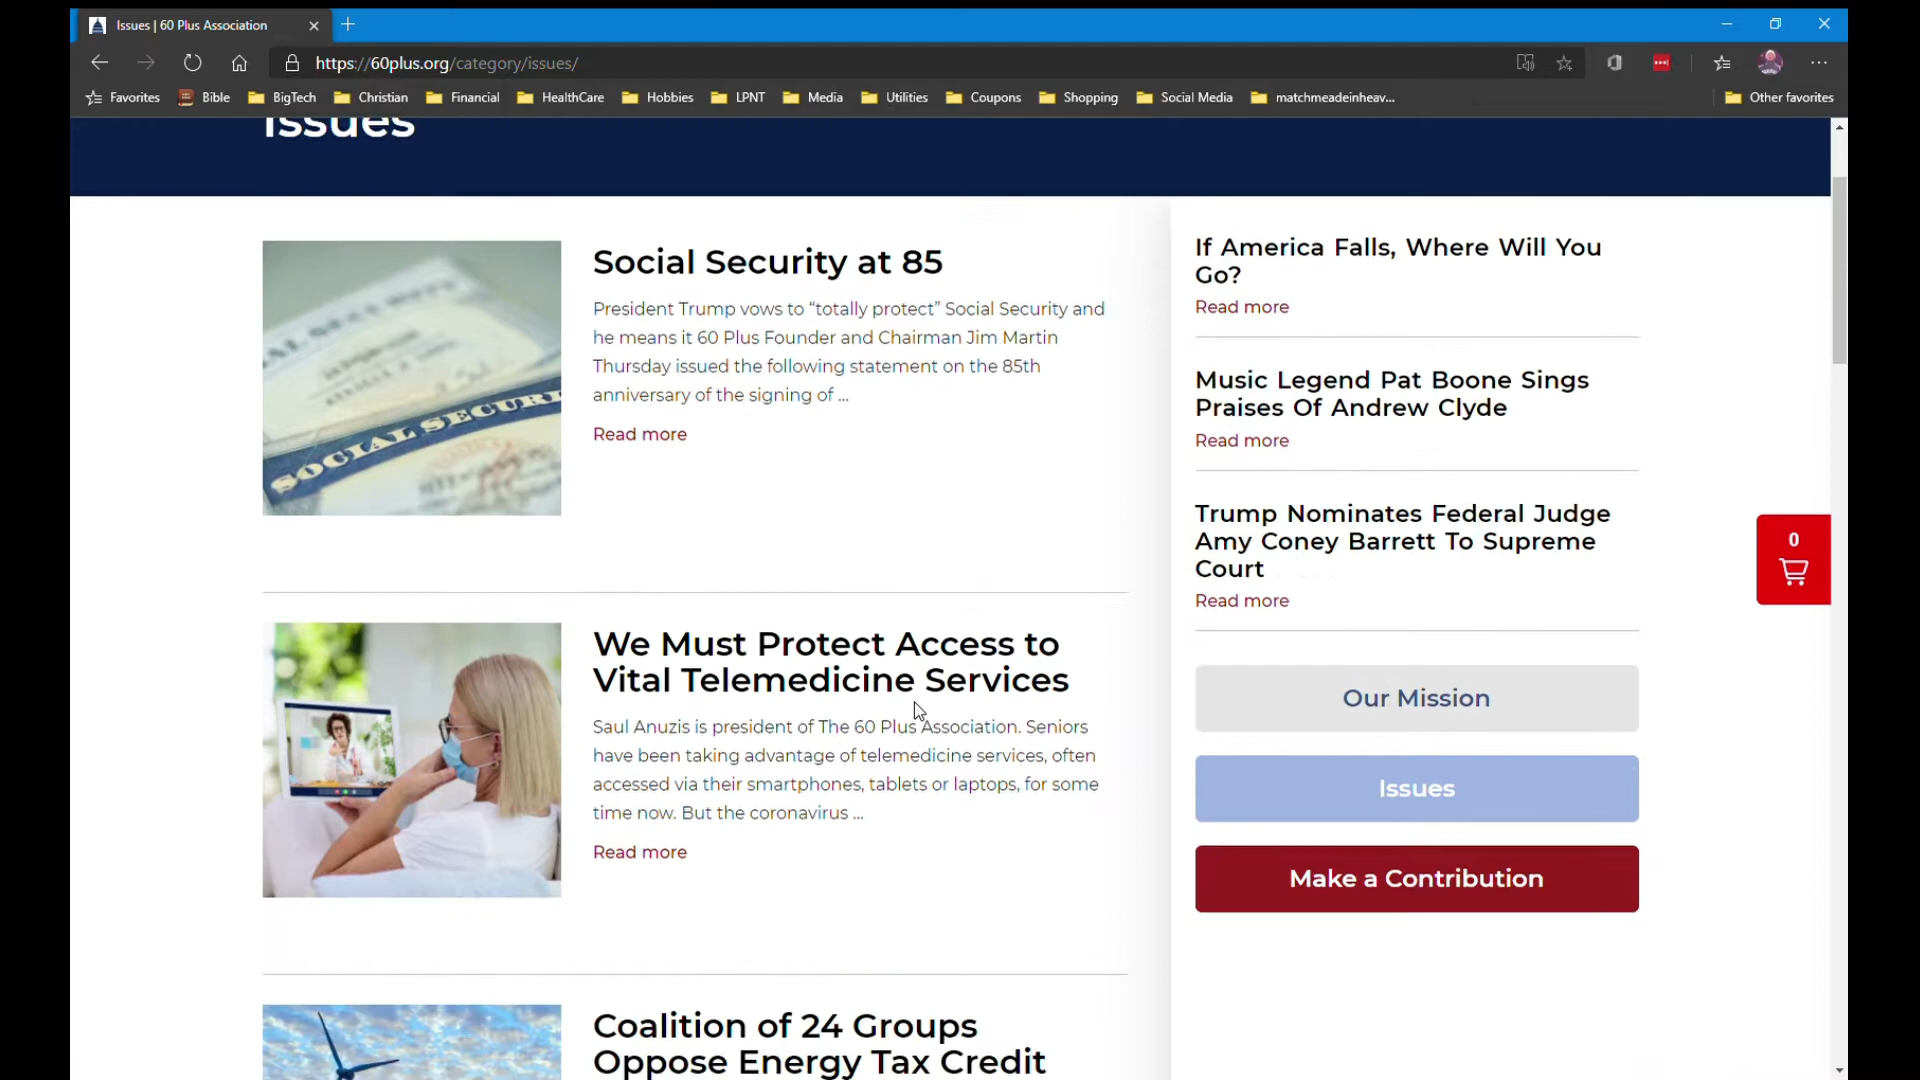 Issues | 60 Plus Association
https://60plus.org/category/issues/
Favorites
Bible
BigTech
Christian
Financial
HealthCare
Hobbies
LPNT
Media
Utilities
Coupons
Shopping
Social Media
matchmeadeinheav...
Other favorites
Issues
Social Security at 85
President Trump vows to “totally protect” Social Security and
he means it 60 Plus Founder and Chairman Jim Martin
Thursday issued the following statement on the 85th
anniversary of the signing of ...
Read more
SOCIAL SECURI
We Must Protect Access to
Vital Telemedicine Services
Saul Anuzis is president of The 60 Plus Association. Seniors
have been taking advantage of telemedicine services, often
accessed via their smartphones, tablets or laptops, for some
time now. But the coronavirus ...
Read more
Coalition of 24 Groups
Oppose Energy Tax Credit
If America Falls, Where Will You
Go?
Read more
Music Legend Pat Boone Sings
Praises Of Andrew Clyde
Read more
Trump Nominates Federal Judge
Amy Coney Barrett To Supreme
Court
Read more
Our Mission
Issues
Make a Contribution
0